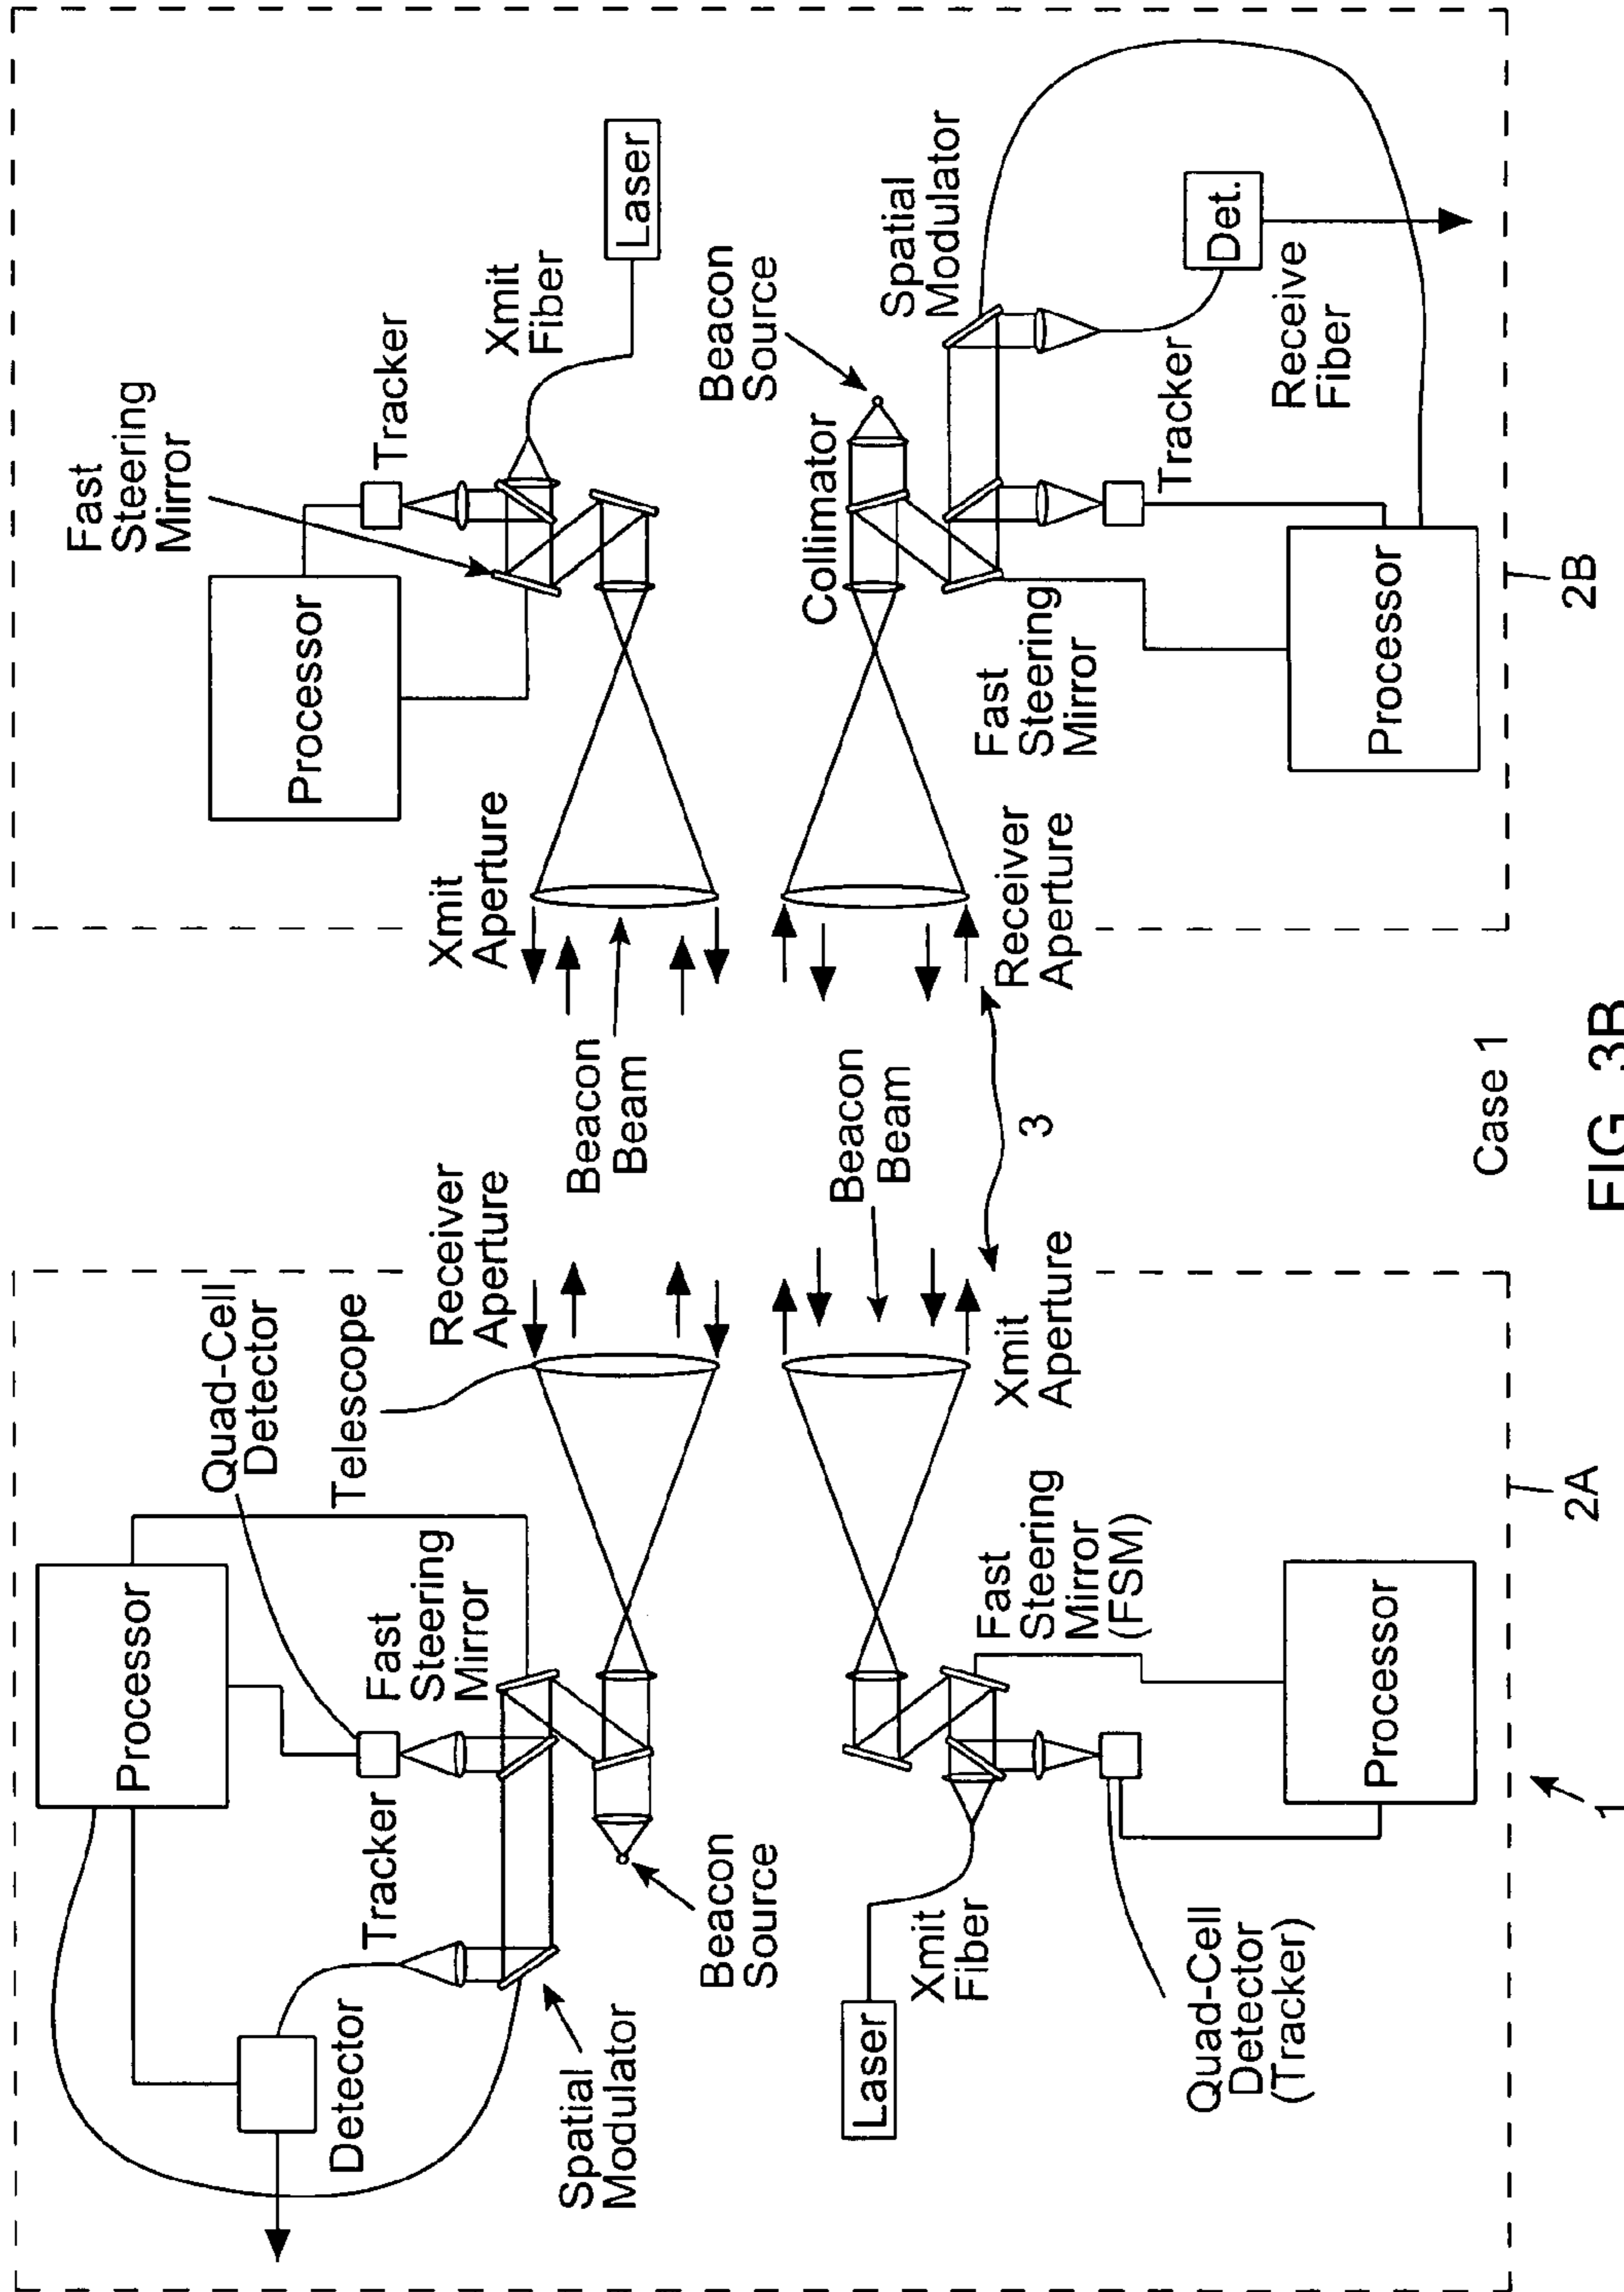 Processor
Quad-Cell
Detector
Telescope
Receiver
Aperture
Fast
Steering
Mirror
Tracker
Detector
Spatial
Modulator
Beacon
Source
Beacon
Beam
Laser
Xmit
Fiber
Quad-Cell
Detector
(Tracker)
Fast
Steering
Mirror
(FSM)
Processor
Xmit
Aperture
Beacon
Beam
3
2A
1
Fast
Steering
Mirror
Processor
Tracker
Xmit
Fiber
Laser
Xmit
Aperture
Beacon
Source
Collimator
Spatial
Modulator
Det.
Receive
Fiber
Tracker
Fast
Steering
Mirror
Receiver
Aperture
Processor
2B
Case 1
FIG. 3B